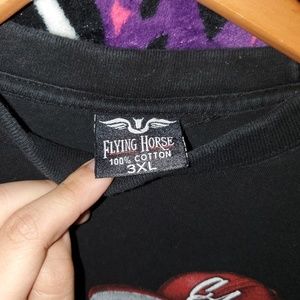 FLYING HORSE
100% COTTON
3XL